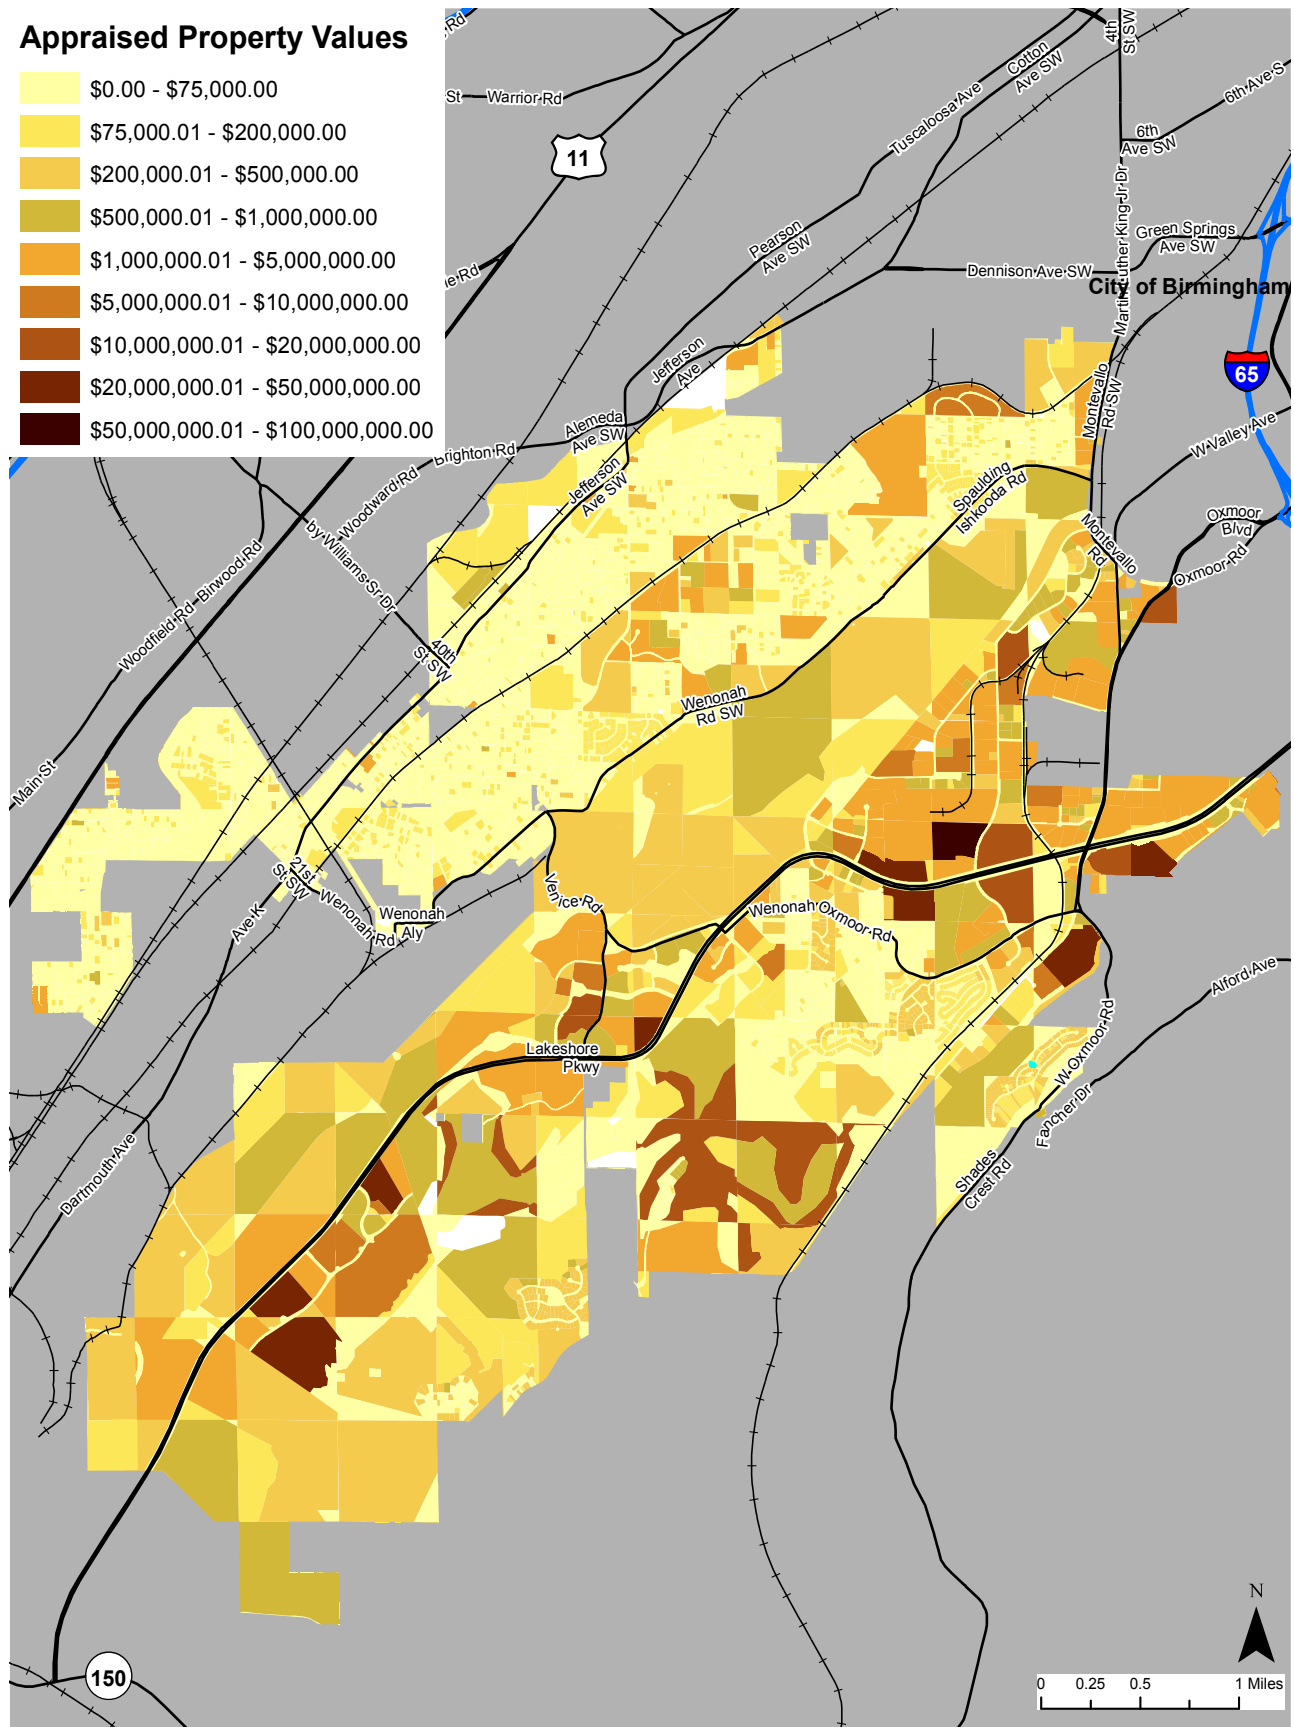 Appraised Property Values
$0.00 - $75,000.00
$75,000.01 - $200,000.00
$200,000.01 - $500,000.00
$500,000.01 - $1,000,000.00
$1,000,000.01 - $5,000,000.00
$5,000,000.01 - $10,000,000.00
$10,000,000.01 - $20,000,000.00
$20,000,000.01 - $50,000,000.00
$50,000,000.01 - $100,000,000.00
Rd
St
Warrior Rd
11
Tuscaloosa Ave
Cotton
Ave SW
4th
St SW
6th Ave S
6th
Ave SW
Martin Luther King Jr Dr
Green Springs
Ave SW
Pearson
Ave SW
Dennison Ave SW
City of Birmingham
le Rd
65
Jefferson
Ave
Montevallo
Rd SW
W Valley Ave
Alameda
Ave SW
Brighton Rd
Woodward Rd
Jefferson
Ave SW
Spaulding
Ishkooda Rd
Oxmoor
Blvd
Oxmoor Rd
Montevallo
Rd
by Williams Sr Dr
Birwood Rd
Woodfield Rd
40th
St SW
Wenonah
Rd SW
Main St
21st
St SW
Wenonah Rd
Wenonah
Aly
Ave K
Venice Rd
Wenonah Oxmoor Rd
Alford Ave
Lakeshore
Pkwy
W Oxmoor Rd
Fancher Dr
Shades
Crest Rd
Dartmouth Ave
150
N
0 0.25 0.5 1 Miles